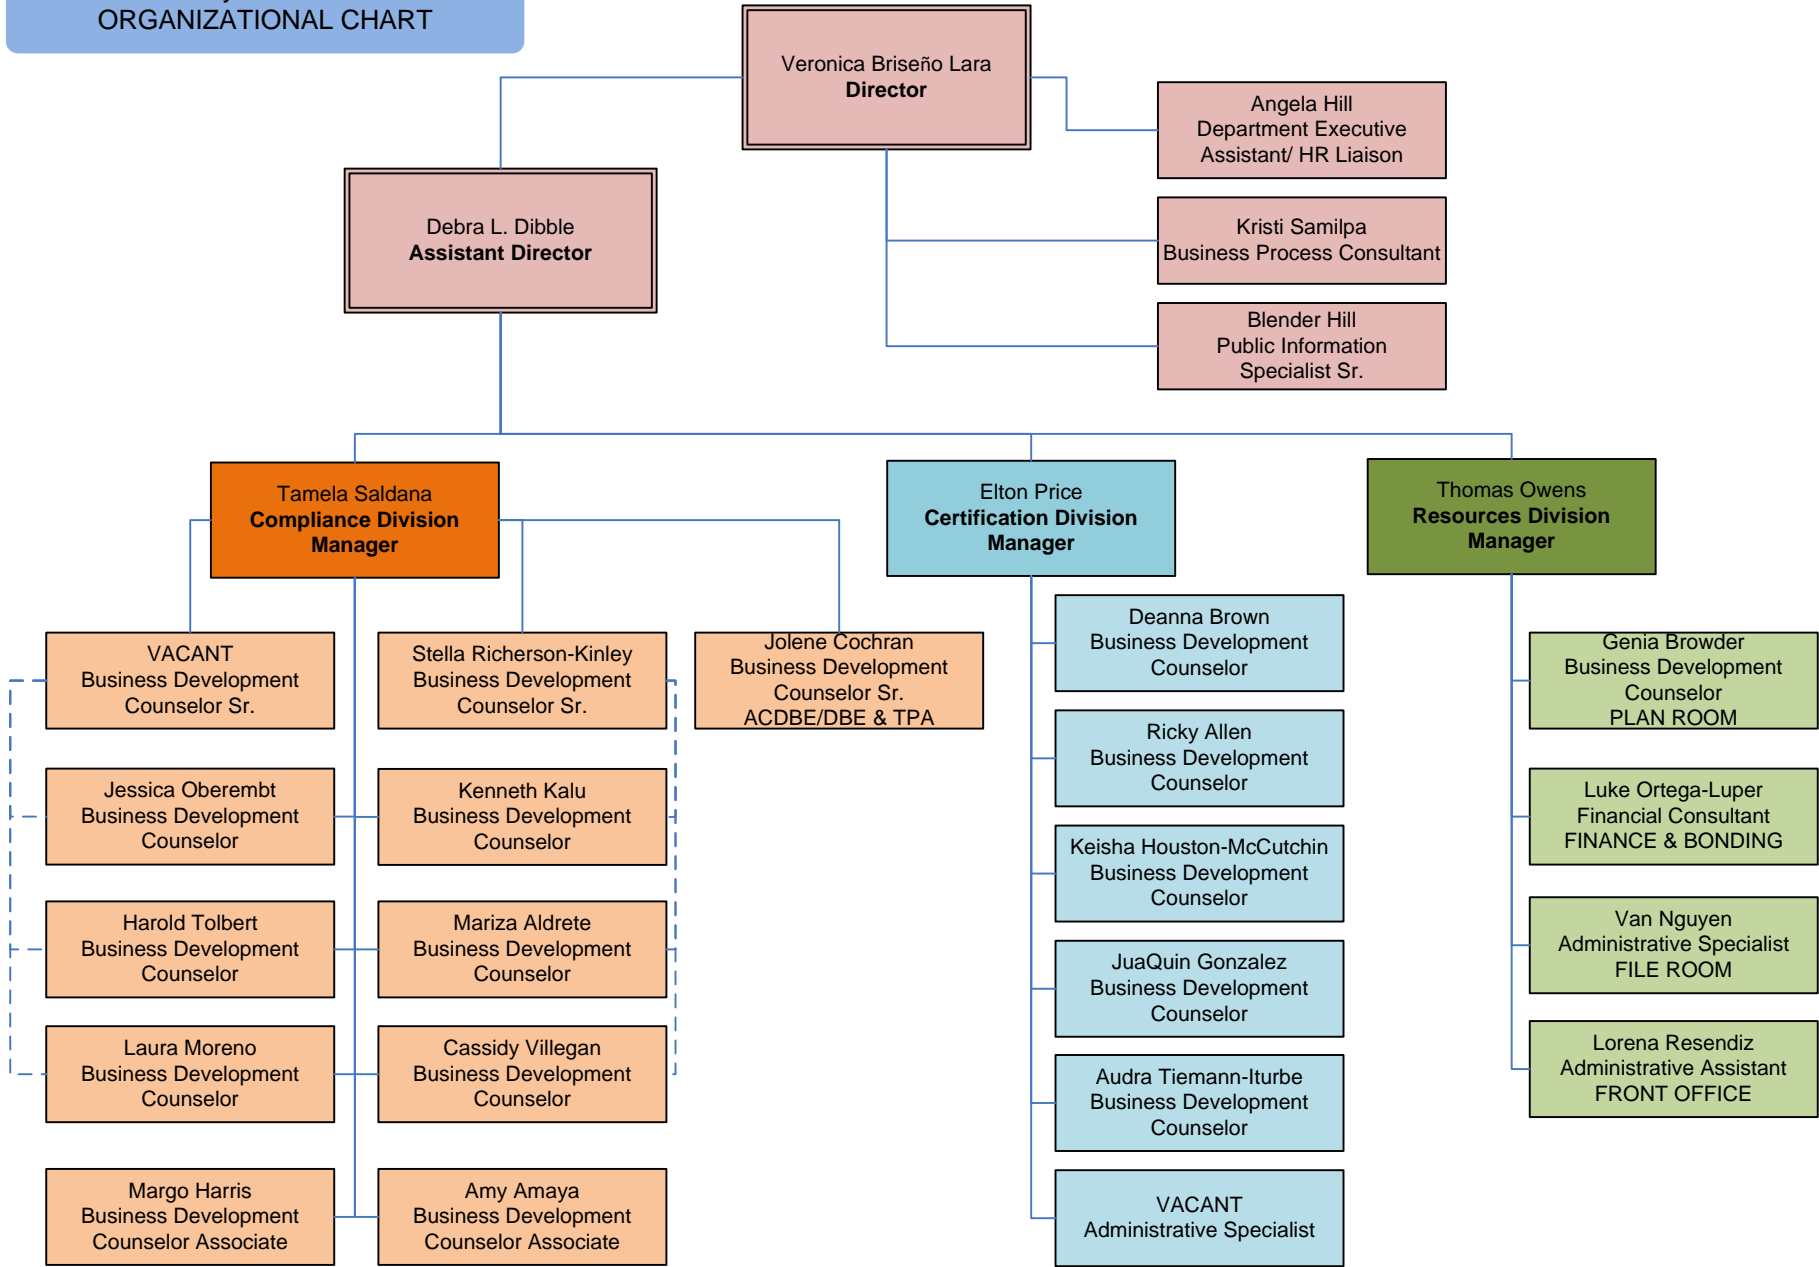 ORGANIZATIONAL CHART
Veronica Briseño Lara
Director
Angela Hill
Department Executive
Assistant/ HR Liaison
Debra L. Dibble
Assistant Director
Kristi Samilpa
Business Process Consultant
Blender Hill
Public Information
Specialist Sr.
Tamela Saldana
Compliance Division
Manager
Elton Price
Certification Division
Manager
Thomas Owens
Resources Division
Manager
VACANT
Business Development
Counselor Sr.
Stella Richerson-Kinley
Business Development
Counselor Sr.
Jolene Cochran
Business Development
Counselor Sr.
ACDBE/DBE & TPA
Jessica Oberembt
Business Development
Counselor
Kenneth Kalu
Business Development
Counselor
Harold Tolbert
Business Development
Counselor
Mariza Aldrete
Business Development
Counselor
Laura Moreno
Business Development
Counselor
Cassidy Villegan
Business Development
Counselor
Margo Harris
Business Development
Counselor Associate
Amy Amaya
Business Development
Counselor Associate
Deanna Brown
Business Development
Counselor
Ricky Allen
Business Development
Counselor
Keisha Houston-McCutchin
Business Development
Counselor
JuaQuin Gonzalez
Business Development
Counselor
Audra Tiemann-Iturbe
Business Development
Counselor
VACANT
Administrative Specialist
Genia Browder
Business Development
Counselor
PLAN ROOM
Luke Ortega-Luper
Financial Consultant
FINANCE & BONDING
Van Nguyen
Administrative Specialist
FILE ROOM
Lorena Resendiz
Administrative Assistant
FRONT OFFICE